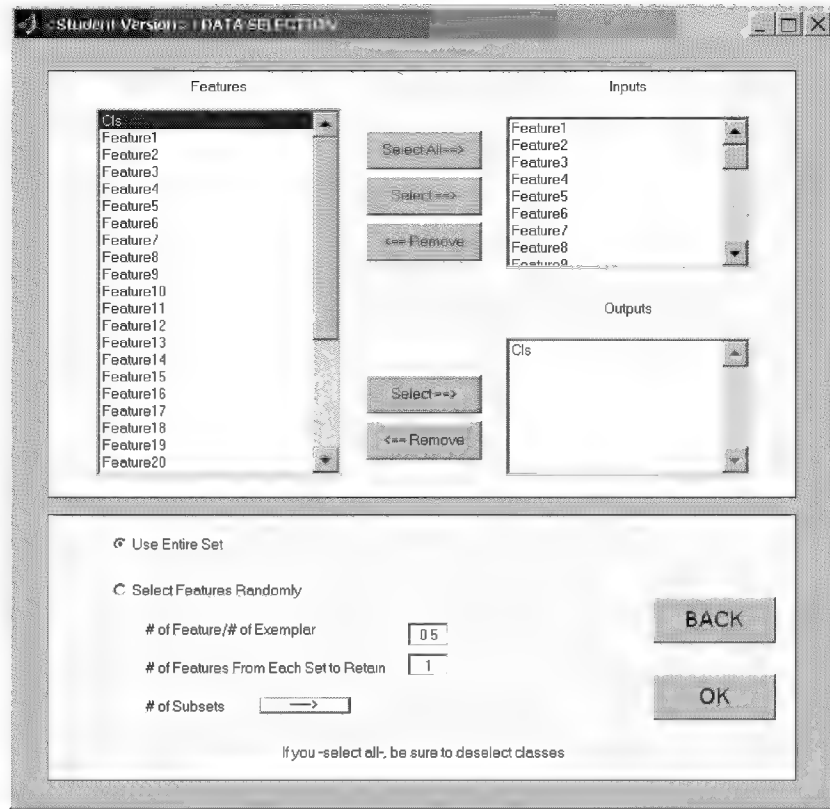 <Student Version> : DATA SELECTION
Features
Cls
Feature1
Feature2
Feature3
Feature4
Feature5
Feature6
Feature7
Feature8
Feature9
Feature10
Feature11
Feature12
Feature13
Feature14
Feature15
Feature16
Feature17
Feature18
Feature19
Feature20
Select All==>
Select ==>
<== Remove
Inputs
Feature1
Feature2
Feature3
Feature4
Feature5
Feature6
Feature7
Feature8
Feature9
Outputs
Cls
Select==>
<== Remove
Use Entire Set
Select Features Randomly
# of Feature/# of Exemplar
0.5
# of Features From Each Set to Retain
1
# of Subsets
--->
BACK
OK
If you -select all-, be sure to deselect classes